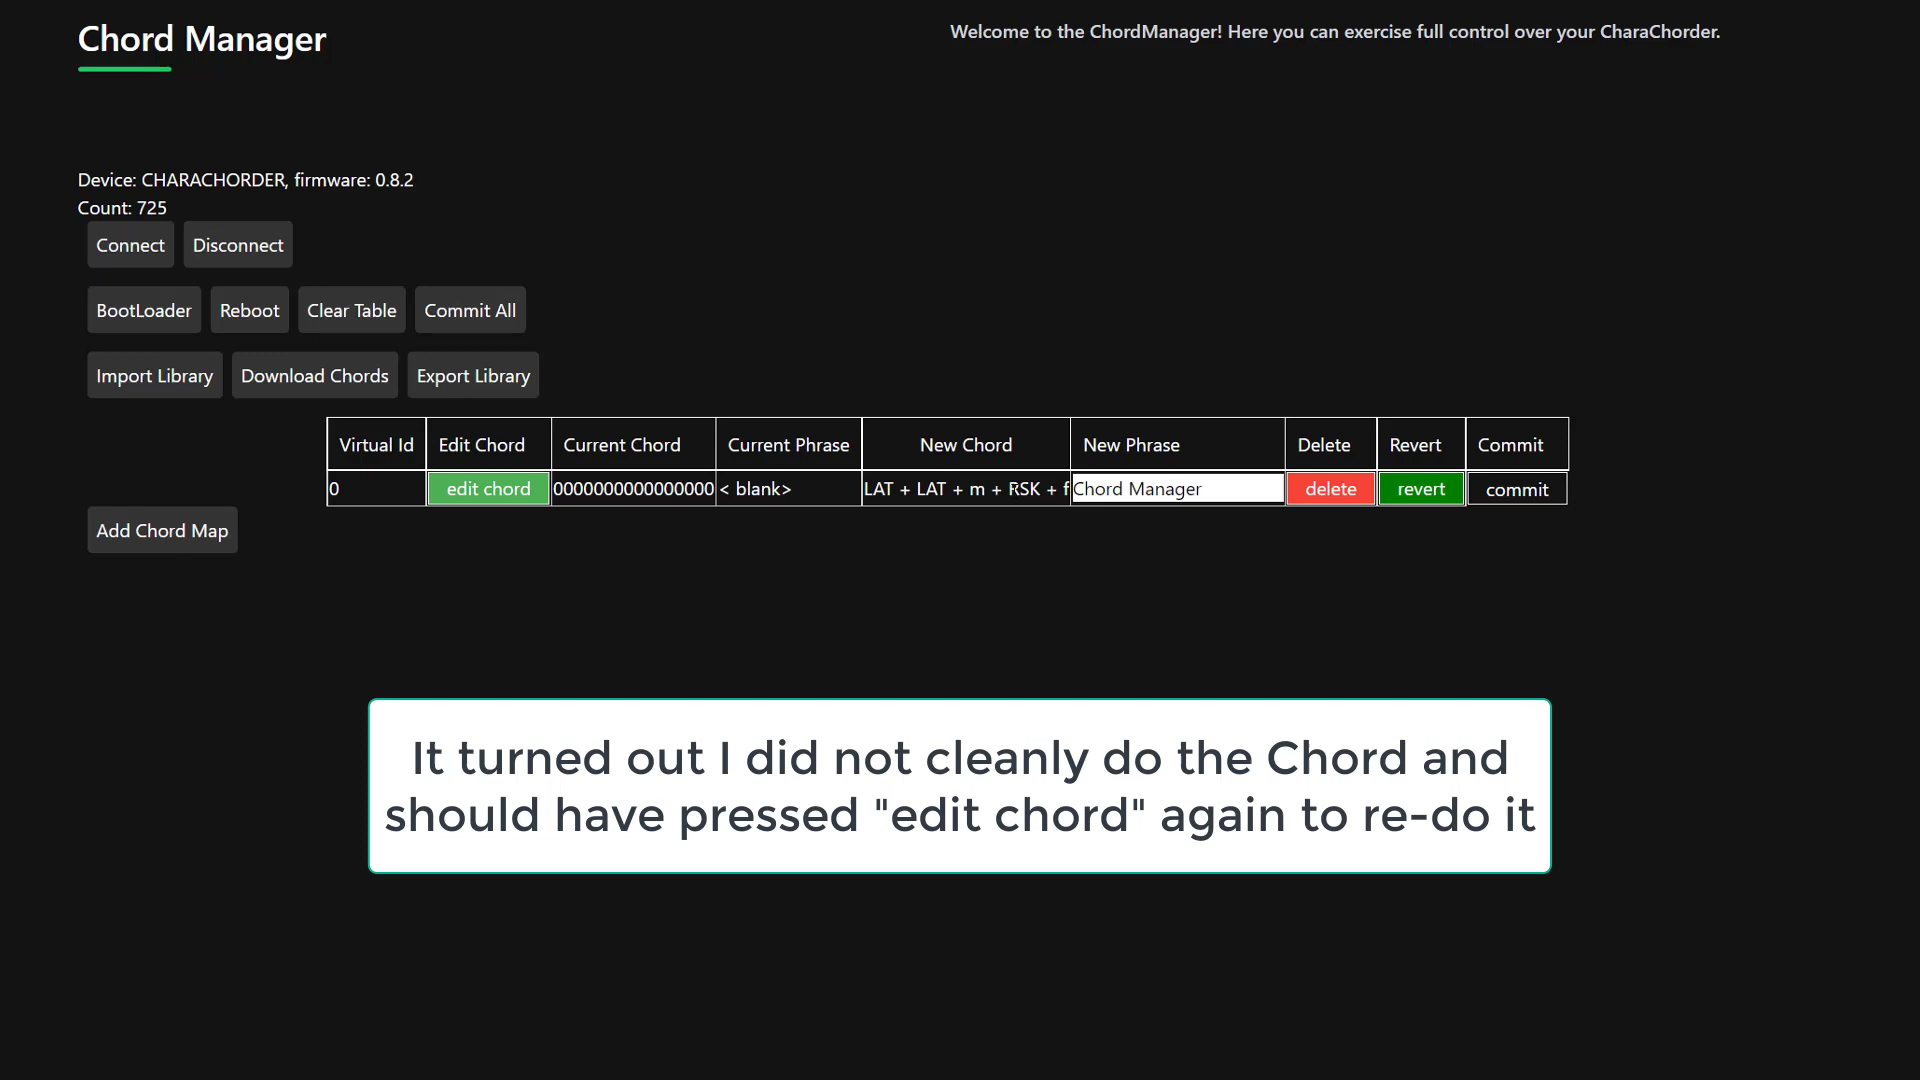 Chord Manager
Welcome to the ChordManager! Here you can exercise full control over your CharaChorder.
Device: CHARACHORDER, firmware: 0.8.2
Count: 725
Connect Disconnect
BootLoader Reboot Clear Table Commit All
Import Library Download Chords Export Library
Virtual Id Edit Chord Current Chord Current Phrase New Chord New Phrase Delete Revert Commit
0 edit chord 0000000000000000 < blank> LAT + LAT + m + RSK + f Chord Manager delete revert commit
Add Chord Map
It turned out I did not cleanly do the Chord and
should have pressed "edit chord" again to re-do it